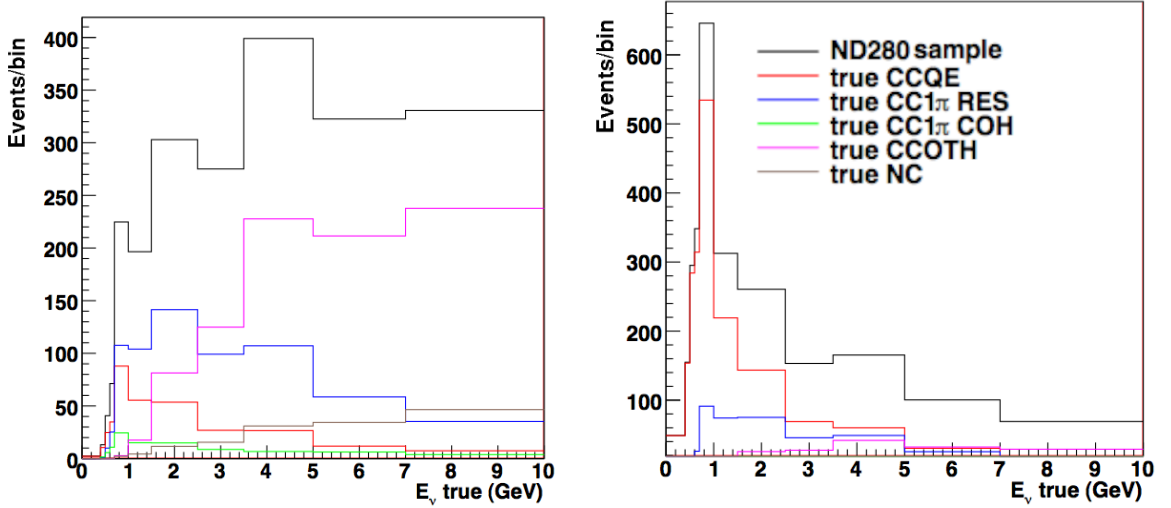 Events/bin
400
350
300
250
200
150
100
50
0
0 1 2 3 4 5 6 7 8 9 10
E_ν true (GeV)
Events/bin
600
500
400
300
200
100
ND280 sample
true CCQE
true CC1π RES
true CC1π COH
true CCOTH
true NC
0 1 2 3 4 5 6 7 8 9 10
E_ν true (GeV)